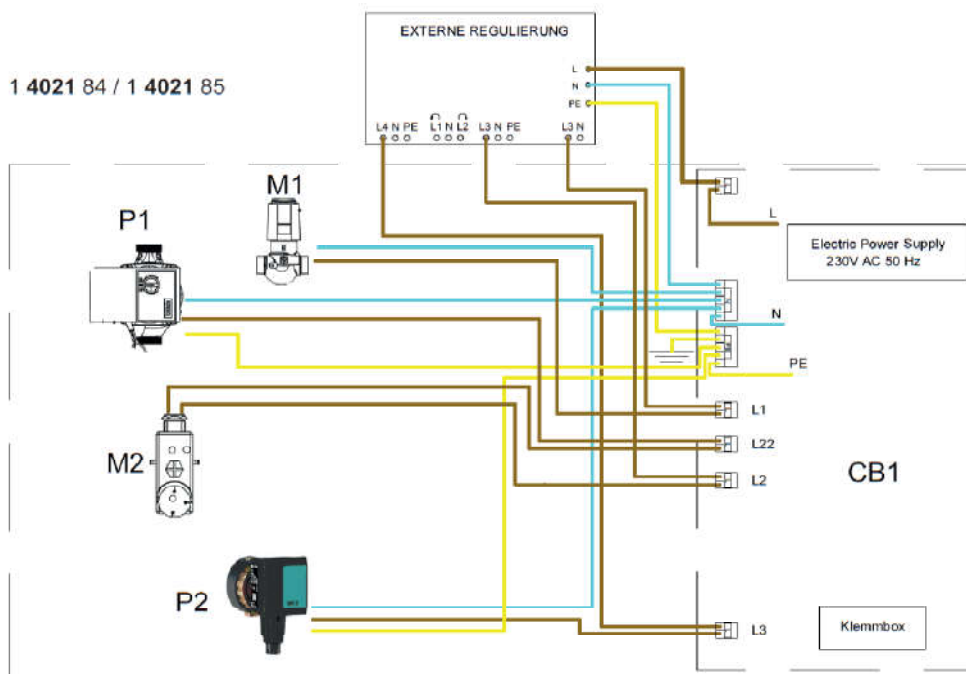 EXTERNE REGULIERUNG
1 4021 84 / 1 4021 85
L
N
PE
L4 N PE L1 N L2 L3 N PE L3 N
M1
P1
L
Electric Power Supply
230V AC 50 Hz
N
PE
L1
M2
L22
CB1
L2
P2
L3
Klemmbox